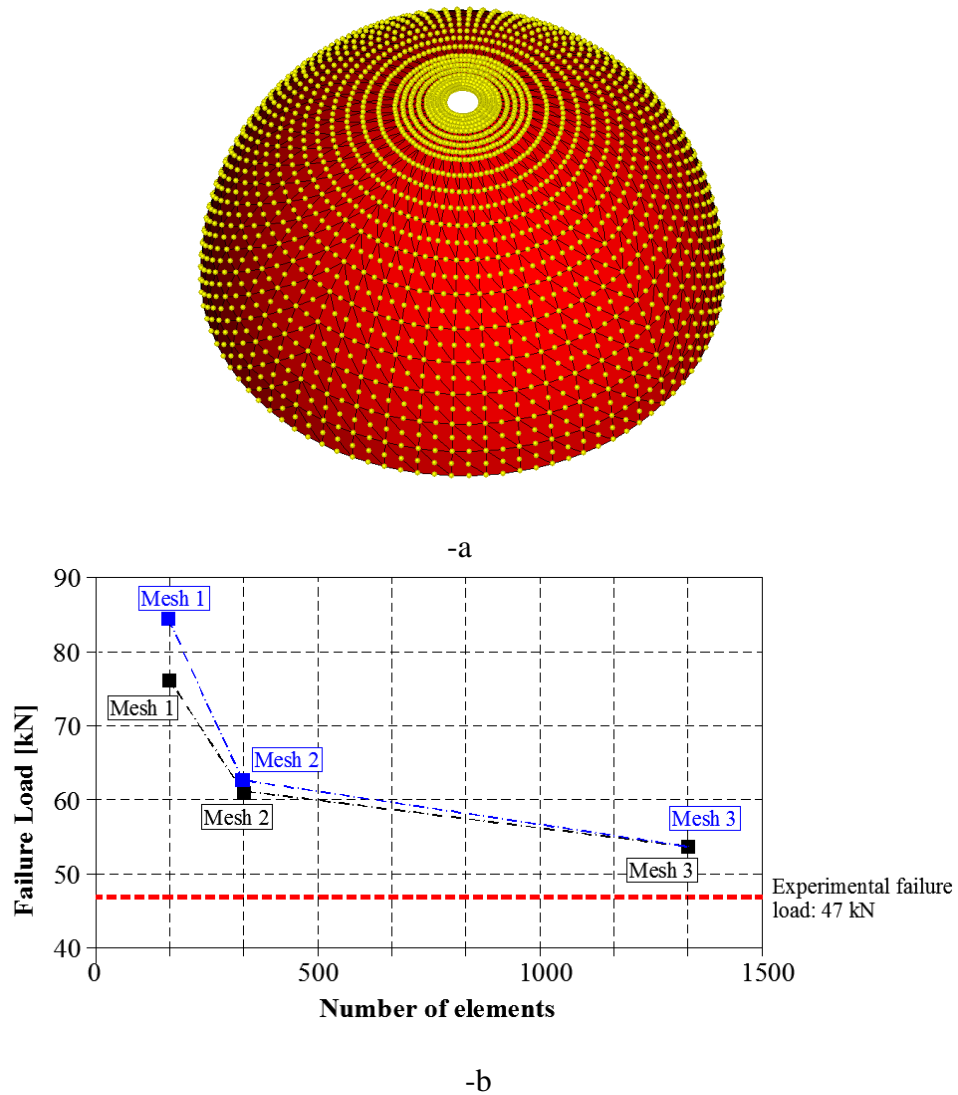 -a
90
80
70
60
50
40
Failure Load [kN]
Mesh 1
Mesh 1
Mesh 2
Mesh 2
Mesh 3
Mesh 3
Experimental failure
load: 47 kN
0
500
1000
1500
Number of elements
-b